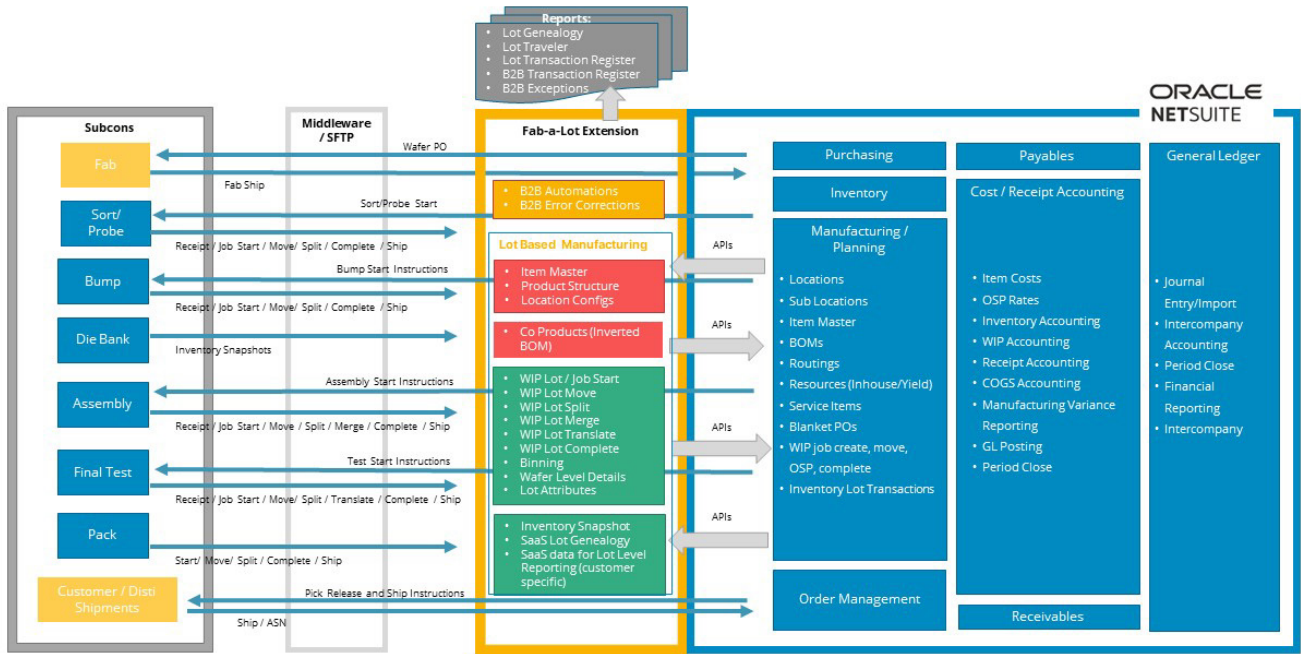 Reports:
• Lot Genealogy
• Lot Traveler
• Lot Transaction Register
• B2B Transaction Register
• B2B Exceptions
ORACLE
NETSUITE
Subcons
Middleware
/ SFTP
Fab-a-Lot Extension
Fab
Sort/
Probe
Bump
Die Bank
Assembly
Final Test
Pack
Customer / Disti
Shipments
Wafer PO
Fab Ship
Sort/Probe Start
Receipt / Job Start / Move/ Split / Complete / Ship
Bump Start Instructions
Receipt / Job Start / Move/ Split / Complete / Ship
Inventory Snapshots
Assembly Start Instructions
Receipt / Job Start / Move / Split / Merge / Complete / Ship
Test Start Instructions
Receipt / Job Start / Move/ Split / Translate / Complete / Ship
Start/ Move/ Split / Complete / Ship
Pick Release and Ship Instructions
Ship / ASN
• B2B Automations
• B2B Error Corrections
Lot Based Manufacturing
• Item Master
• Product Structure
• Location Configs
• Co Products (Inverted
BOM)
• WIP Lot / Job Start
• WIP Lot Move
• WIP Lot Split
• WIP Lot Merge
• WIP Lot Translate
• WIP Lot Complete
• Binning
• Wafer Level Details
• Lot Attributes
• Inventory Snapshot
• SaaS Lot Genealogy
• SaaS data for Lot Level
Reporting (customer
specific)
APIs
APIs
APIs
APIs
Purchasing
Inventory
Manufacturing /
Planning
• Locations
• Sub Locations
• Item Master
• BOMs
• Routings
• Resources (Inhouse/Yield)
• Service Items
• Blanket POs
• WIP job create, move,
OSP, complete
• Inventory Lot Transactions
Order Management
Payables
Cost / Receipt Accounting
• Item Costs
• OSP Rates
• Inventory Accounting
• WIP Accounting
• Receipt Accounting
• COGS Accounting
• Manufacturing Variance
Reporting
• GL Posting
• Period Close
Receivables
General Ledger
• Journal
Entry/Import
• Intercompany
Accounting
• Period Close
• Financial
Reporting
• Intercompany